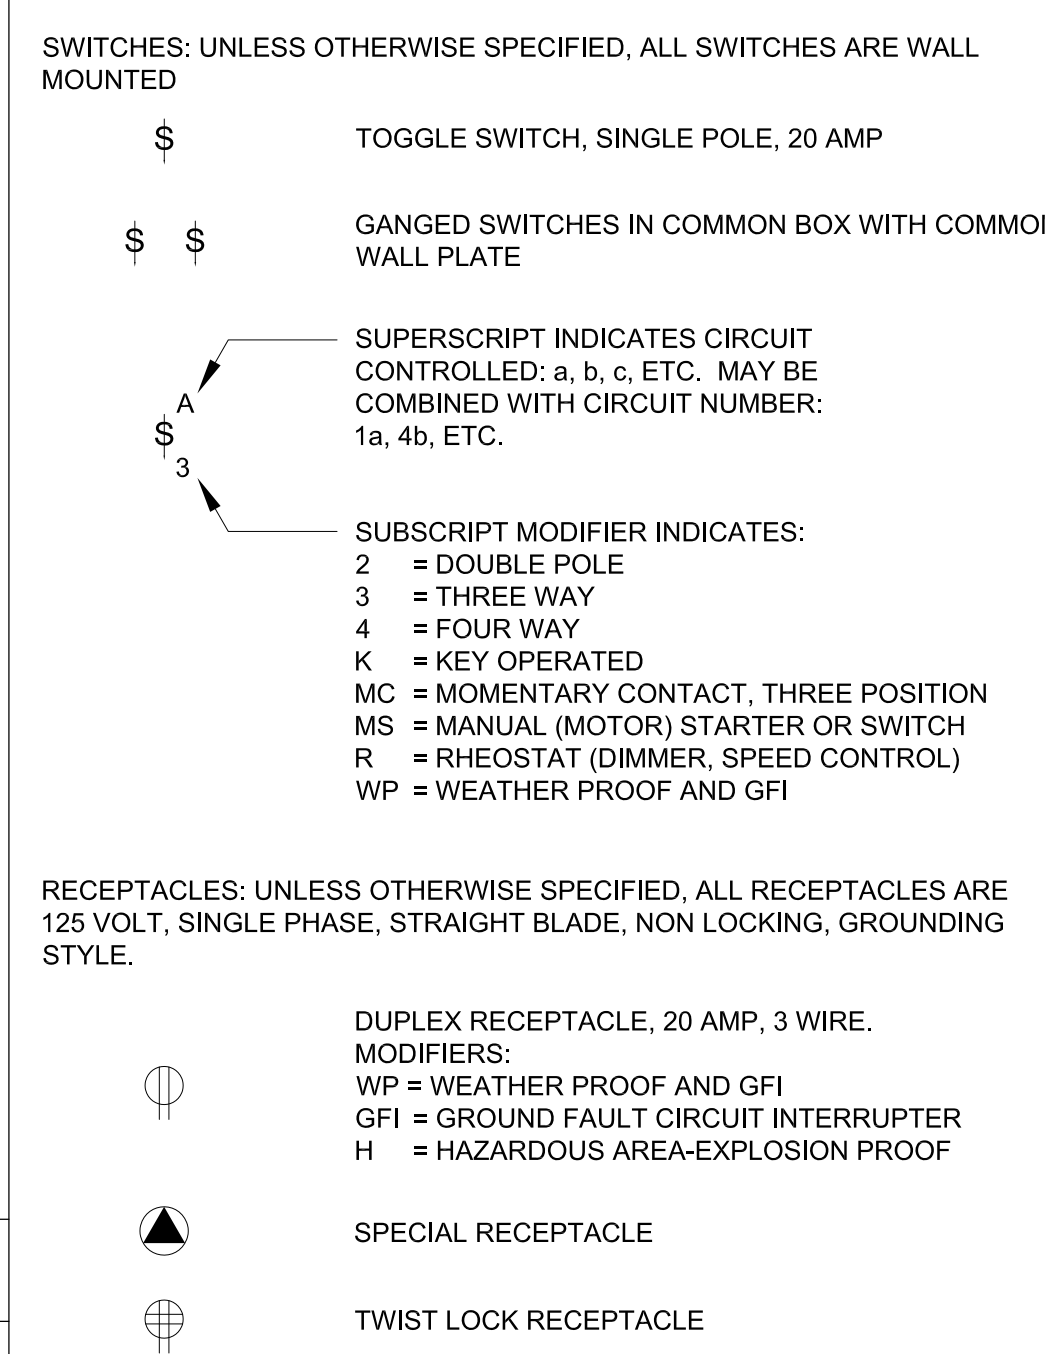 SWITCHES: UNLESS OTHERWISE SPECIFIED, ALL SWITCHES ARE WALL
MOUNTED
$ TOGGLE SWITCH, SINGLE POLE, 20 AMP
$ $ GANGED SWITCHES IN COMMON BOX WITH
WALL PLATE
SUPERSCRIPT INDICATES CIRCUIT
CONTROLLED: a, b, c, ETC. MAY BE
COMBINED WITH CIRCUIT NUMBER:
1a, 4b, ETC.
A
$
3
SUBSCRIPT MODIFIER INDICATES:
2 = DOUBLE POLE
3 = THREE WAY
4 = FOUR WAY
K = KEY OPERATED
MC = MOMENTARY CONTACT, THREE POSITION
MS = MANUAL (MOTOR) STARTER OR SWITCH
R = RHEOSTAT (DIMMER, SPEED CONTROL)
WP = WEATHER PROOF AND GFI
RECEPTACLES: UNLESS OTHERWISE SPECIFIED, ALL RECEPTACLES ARE
125 VOLT, SINGLE PHASE, STRAIGHT BLADE, NON LOCKING, GROUNDING
STYLE.
DUPLEX RECEPTACLE, 20 AMP, 3 WIRE.
MODIFIERS:
WP = WEATHER PROOF AND GFI
GFI = GROUND FAULT CIRCUIT INTERRUPTER
H = HAZARDOUS AREA-EXPLOSION PROOF
SPECIAL RECEPTACLE
TWIST LOCK RECEPTACLE